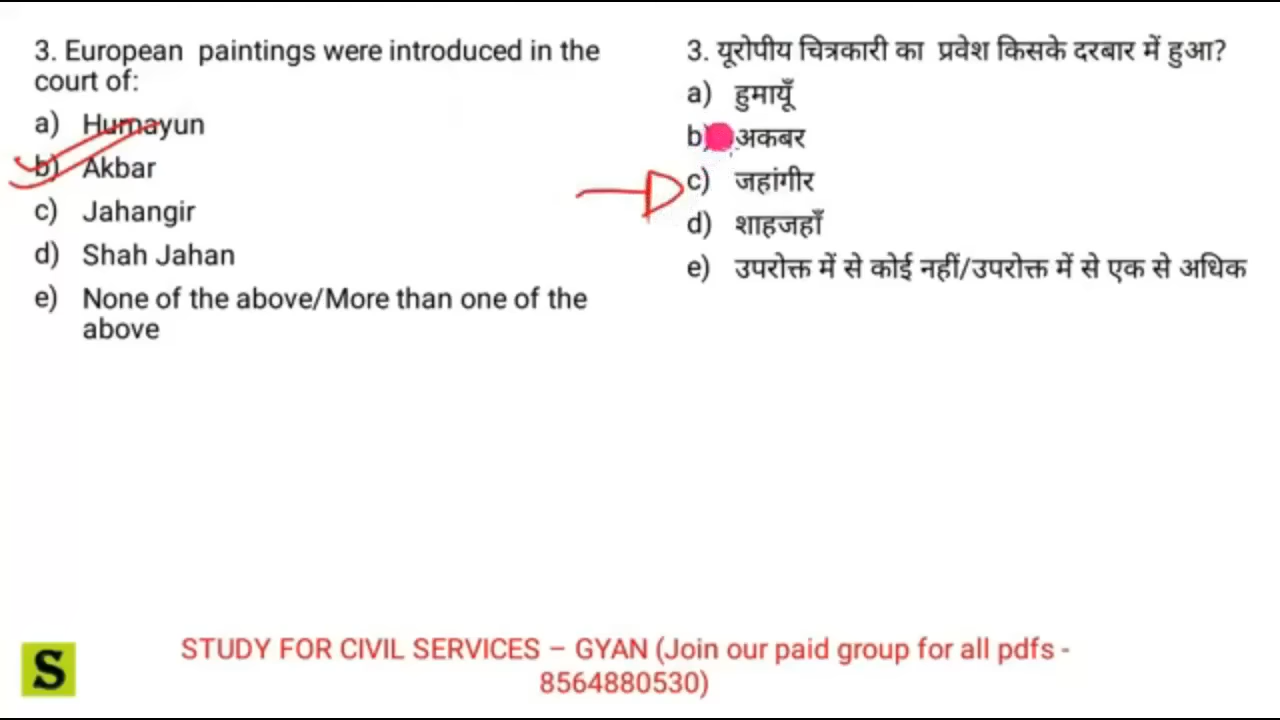 3. European paintings were introduced in the
court of:
a) Humayun
b) Akbar
c) Jahangir
d) Shah Jahan
e) None of the above/More than one of the
above
3. यूरोपीय चित्रकारी का प्रवेश किसके दरबार में हुआ?
a) हुमायूँ
b) अकबर
c) जहांगीर
d) शाहजहाँ
e) उपरोक्त में से कोई नहीं/उपरोक्त में से एक से अधिक
S
STUDY FOR CIVIL SERVICES – GYAN (Join our paid group for all pdfs -
8564880530)